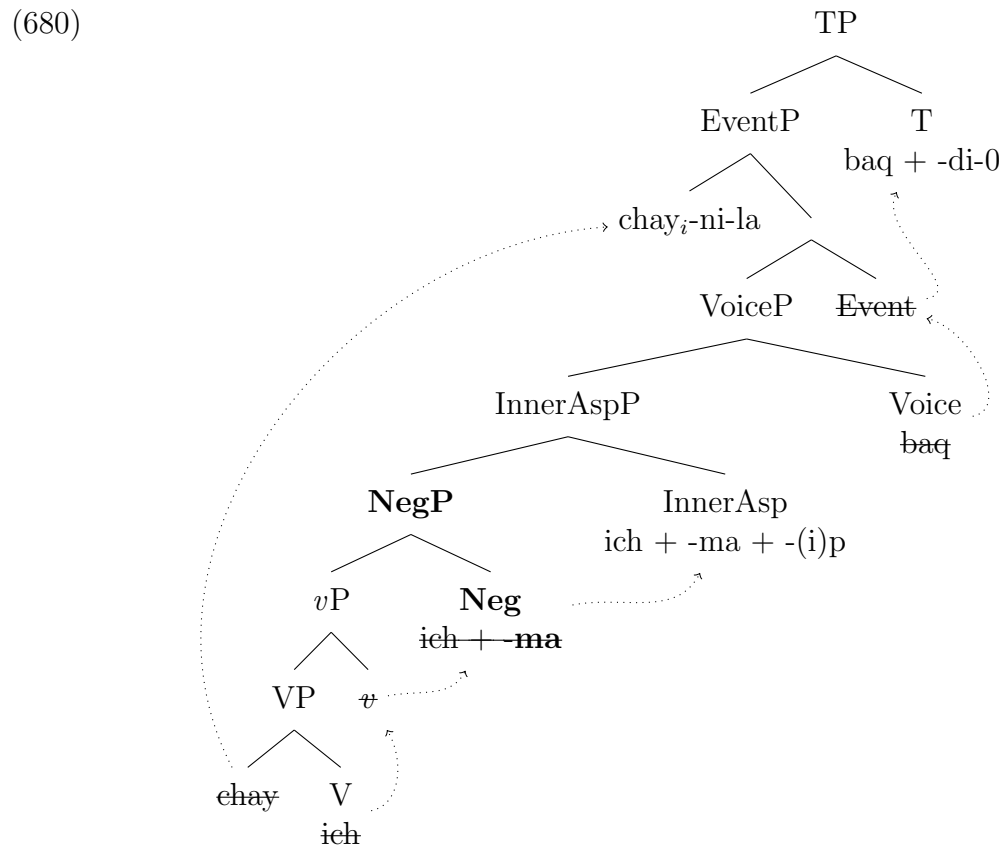 (680)
TP
EventP T
baq + -di-0
chayᵢ-ni-la
VoiceP Event
InnerAspP Voice
baq
NegP InnerAsp
ich + -ma + -(i)p
vP Neg
ich + -ma
VP v
chay V
ich